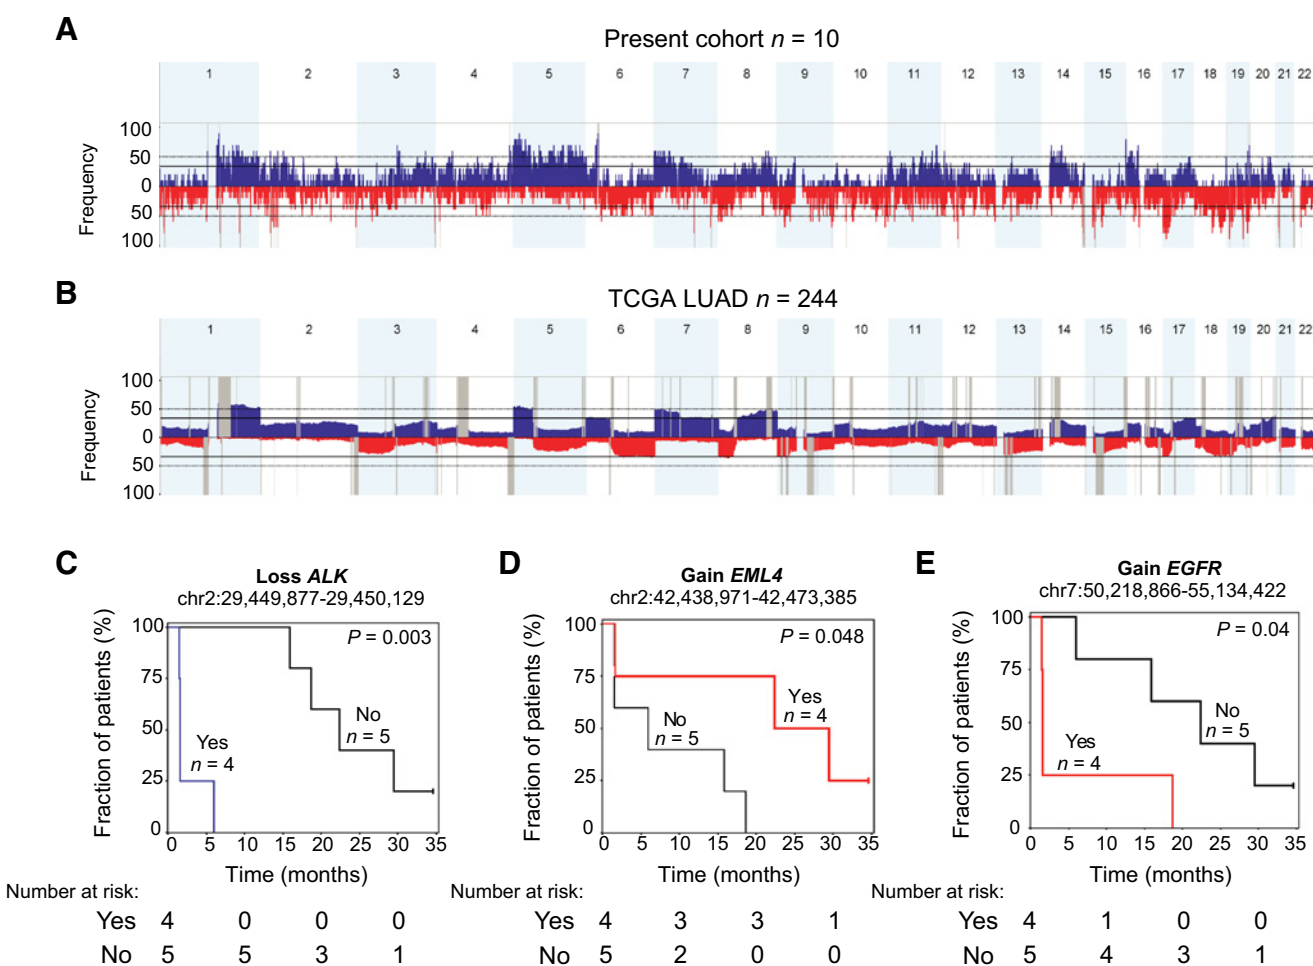 A
Present cohort n = 10
1 2 3 4 5 6 7 8 9 10 11 12 13 14 15 16 17 18 19 20 21 22
Frequency
100
50
0
50
100
B
TCGA LUAD n = 244
1 2 3 4 5 6 7 8 9 10 11 12 13 14 15 16 17 18 19 20 21 22
Frequency
100
50
0
50
100
C
Loss ALK
chr2:29,449,877-29,450,129
Fraction of patients (%)
100
75
50
25
0
P = 0.003
No
n = 5
Yes
n = 4
0 5 10 15 20 25 30 35
Time (months)
Number at risk:
Yes 4 0 0 0
No 5 5 3 1
D
Gain EML4
chr2:42,438,971-42,473,385
Fraction of patients (%)
100
75
50
25
0
P = 0.048
Yes
n = 4
No
n = 5
0 5 10 15 20 25 30 35
Time (months)
Number at risk:
Yes 4 3 3 1
No 5 2 0 0
E
Gain EGFR
chr7:50,218,866-55,134,422
Fraction of patients (%)
100
75
50
25
0
P = 0.04
No
n = 5
Yes
n = 4
0 5 10 15 20 25 30 35
Time (months)
Number at risk:
Yes 4 1 0 0
No 5 4 3 1